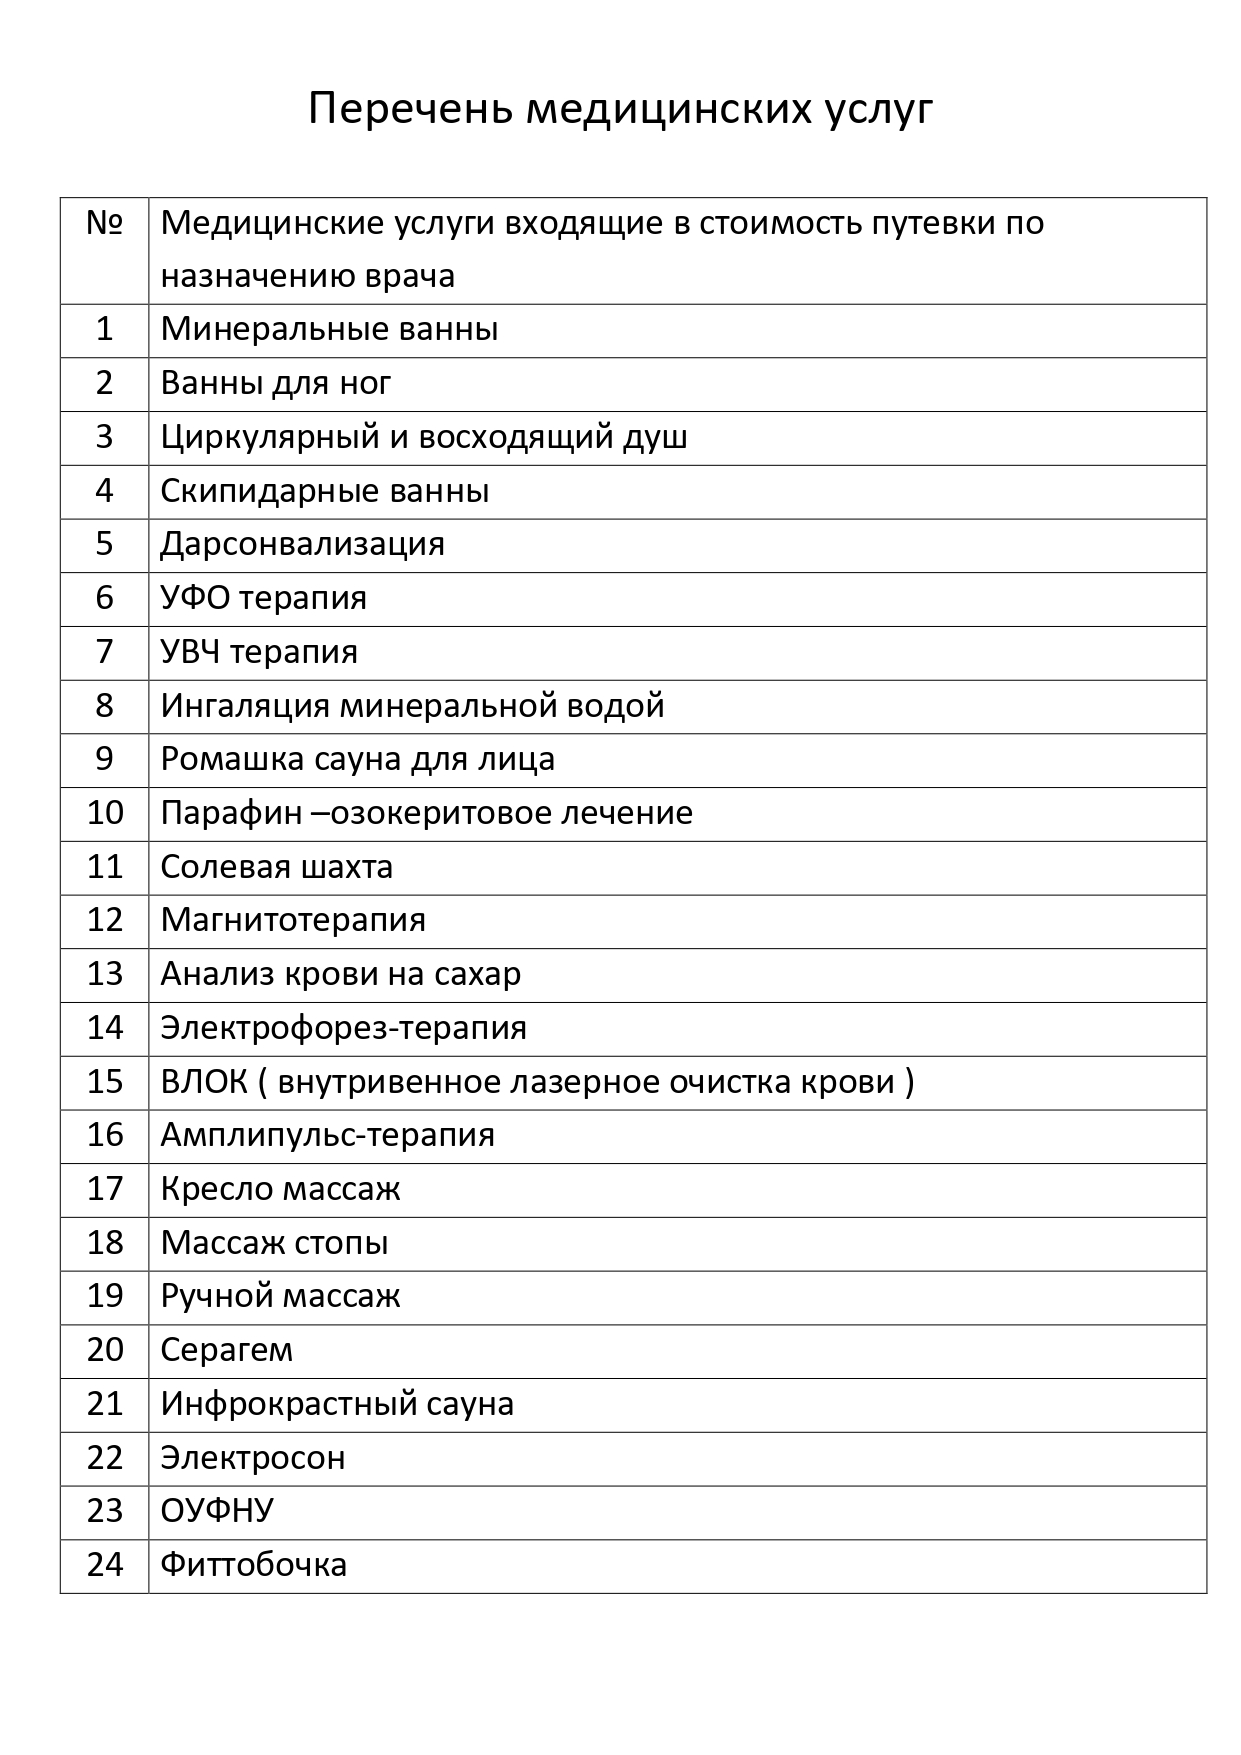 Перечень медицинских услуг
№ Медицинские услуги входящие в стоимость путевки по
назначению врача
1 Минеральные ванны
2 Ванны для ног
3 Циркулярный и восходящий душ
4 Скипидарные ванны
5 Дарсонвализация
6 УФО терапия
7 УВЧ терапия
8 Ингаляция минеральной водой
9 Ромашка сауна для лица
10 Парафин –озокеритовое лечение
11 Солевая шахта
12 Магнитотерапия
13 Анализ крови на сахар
14 Электрофорез-терапия
15 ВЛОК ( внутривенное лазерное очистка крови )
16 Амплипульс-терапия
17 Кресло массаж
18 Массаж стопы
19 Ручной массаж
20 Серагем
21 Инфрокрастный сауна
22 Электросон
23 ОУФНУ
24 Фиттобочка